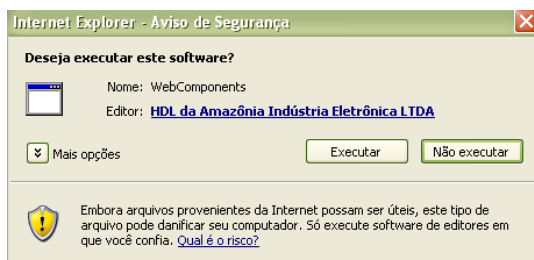 Internet Explorer - Aviso de Segurança
Deseja executar este software?
Nome: WebComponents
Editor: HDL da Amazônia Indústria Eletrônica LTDA
Mais opções
Executar
Não executar
Embora arquivos provenientes da Internet possam ser úteis, este tipo de
arquivo pode danificar seu computador. Só execute software de editores em
que você confia. Qual é o risco?